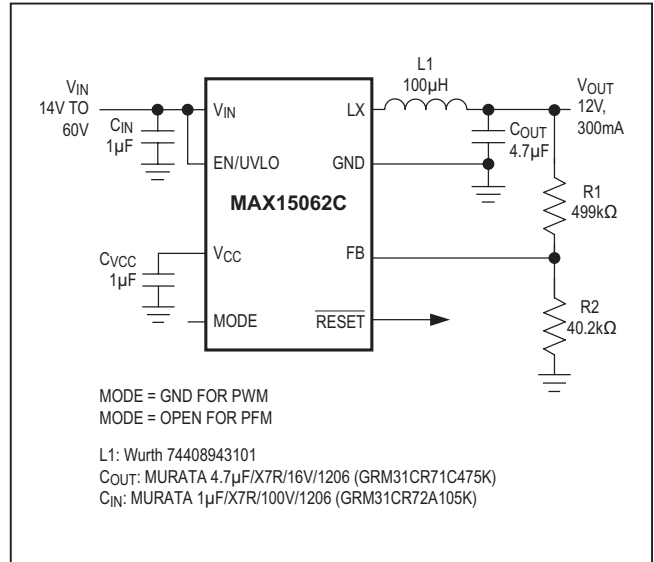 L1
100µH
VIN
14V TO
60V
CIN
1µF
VIN
LX
VOUT
12V,
300mA
COUT
4.7µF
EN/UVLO
GND
MAX15062C
R1
499kΩ
CVCC
1µF
VCC
FB
MODE
RESET
R2
40.2kΩ
MODE = GND FOR PWM
MODE = OPEN FOR PFM
L1: Wurth 74408943101
COUT: MURATA 4.7µF/X7R/16V/1206 (GRM31CR71C475K)
CIN: MURATA 1µF/X7R/100V/1206 (GRM31CR72A105K)